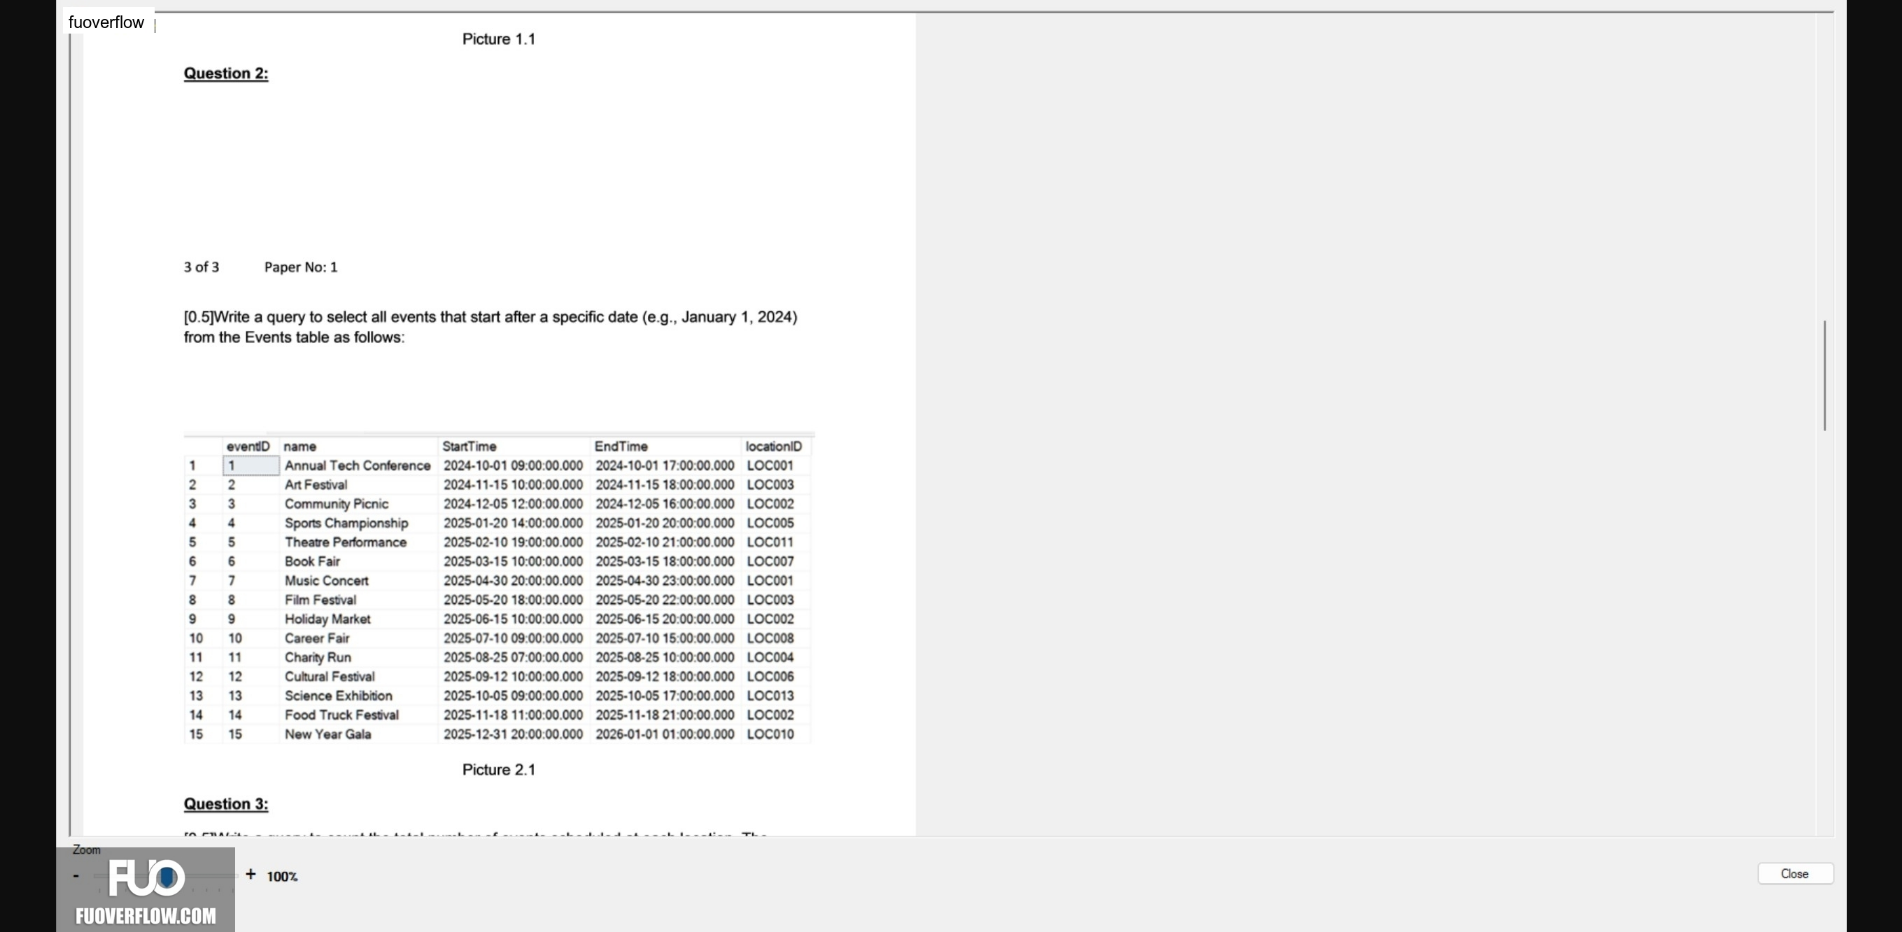 fuoverflow
Picture 1.1
Question 2:
3 of 3 Paper No: 1
[0.5]Write a query to select all events that start after a specific date (e.g., January 1, 2024)
from the Events table as follows:
eventID name StartTime EndTime locationID
1 1 Annual Tech Conference 2024-10-01 09:00:00.000 2024-10-01 17:00:00.000 LOC001
2 2 Art Festival 2024-11-15 10:00:00.000 2024-11-15 18:00:00.000 LOC003
3 3 Community Picnic 2024-12-05 12:00:00.000 2024-12-05 16:00:00.000 LOC002
4 4 Sports Championship 2025-01-20 14:00:00.000 2025-01-20 20:00:00.000 LOC005
5 5 Theatre Performance 2025-02-10 19:00:00.000 2025-02-10 21:00:00.000 LOC011
6 6 Book Fair 2025-03-15 10:00:00.000 2025-03-15 18:00:00.000 LOC007
7 7 Music Concert 2025-04-30 20:00:00.000 2025-04-30 23:00:00.000 LOC001
8 8 Film Festival 2025-05-20 18:00:00.000 2025-05-20 22:00:00.000 LOC003
9 9 Holiday Market 2025-06-15 10:00:00.000 2025-06-15 20:00:00.000 LOC002
10 10 Career Fair 2025-07-10 09:00:00.000 2025-07-10 15:00:00.000 LOC008
11 11 Charity Run 2025-08-25 07:00:00.000 2025-08-25 10:00:00.000 LOC004
12 12 Cultural Festival 2025-09-12 10:00:00.000 2025-09-12 18:00:00.000 LOC006
13 13 Science Exhibition 2025-10-05 09:00:00.000 2025-10-05 17:00:00.000 LOC013
14 14 Food Truck Festival 2025-11-18 11:00:00.000 2025-11-18 21:00:00.000 LOC002
15 15 New Year Gala 2025-12-31 20:00:00.000 2026-01-01 01:00:00.000 LOC010
Picture 2.1
Question 3:
[0.5]Write a query to count the total number of events scheduled at each location. The
Zoom
- + 100%
Close
FUO
FUOVERFLOW.COM